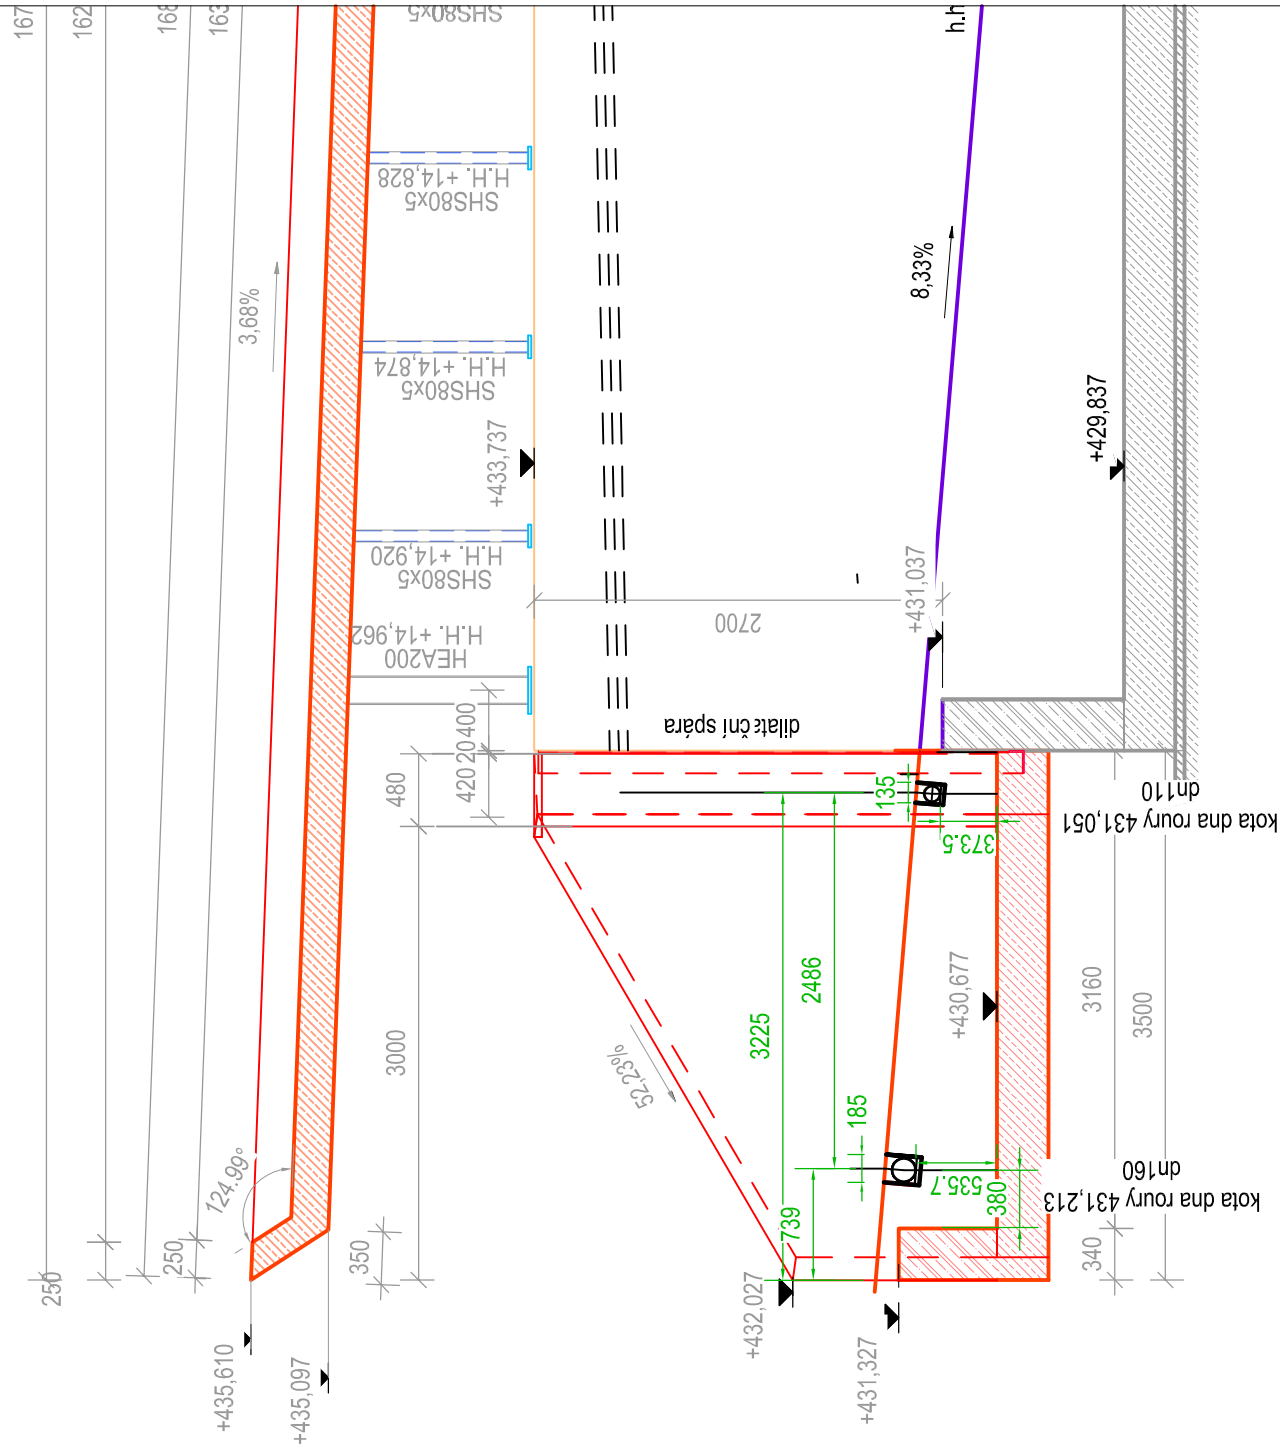 167
162
168
163
SHS80x5
h.h
H.H. +14,828
SHS80x5
3,68%
8,33%
H.H. +14,874
SHS80x5
+433,737
+429,837
H.H. +14,920
SHS80x5
+431,037
2700
H.H. +14,962
HEA200
400
20
420
480
dilatační spára
135
373.5
dn110
kota dna roury 431,051
2486
3225
+430,677
3160
3500
3000
52,23%
185
124.99°
535.7
380
dn160
kota dna roury 431,213
739
250
250
350
340
+432,027
+431,327
+435,610
+435,097